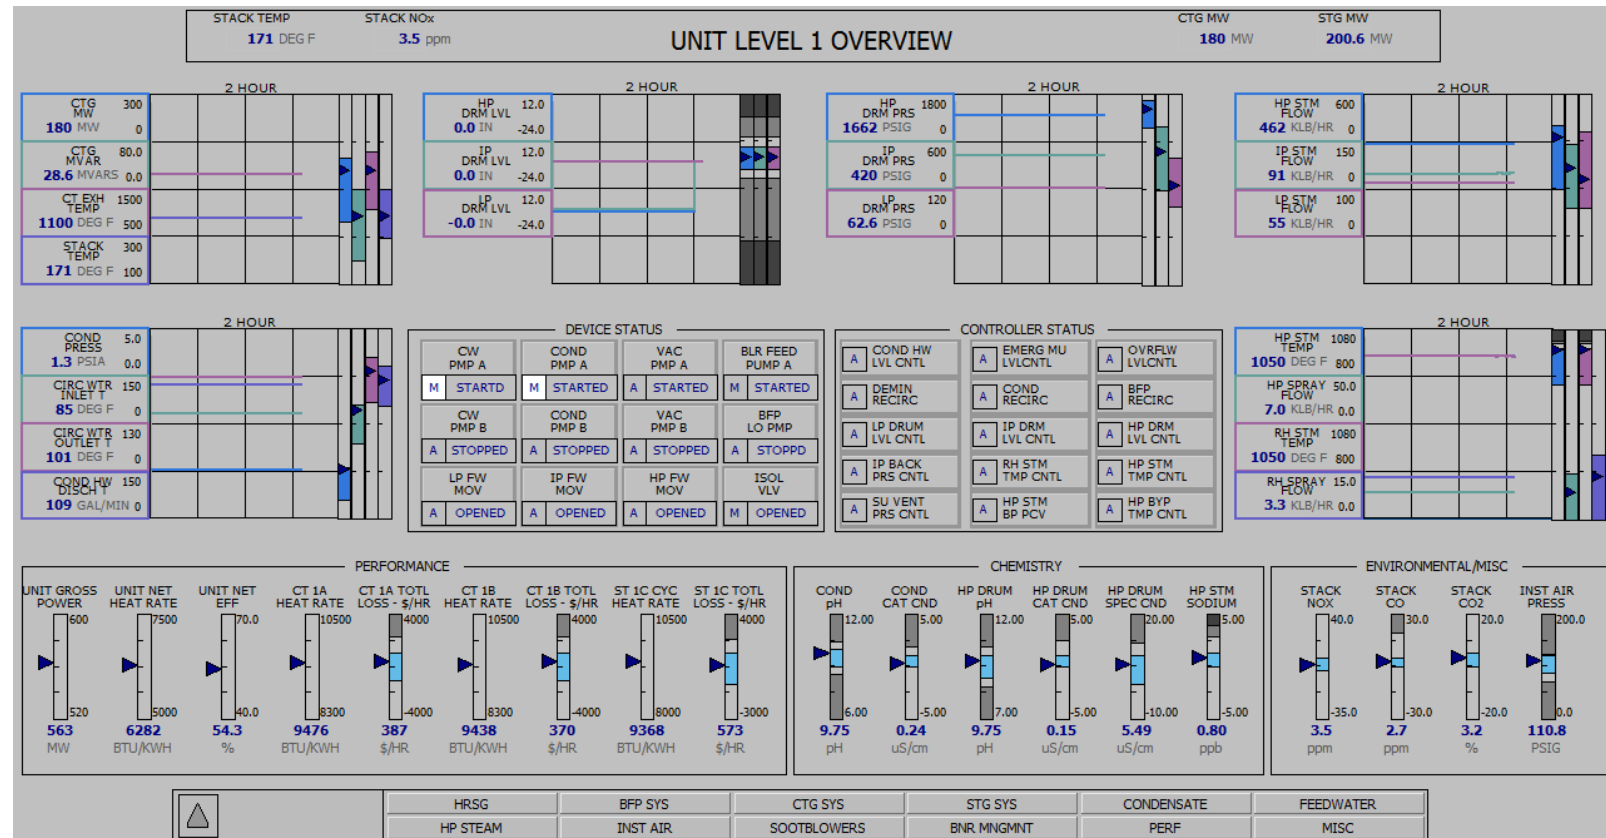 STACK TEMP STACK NOx CTG MW STG MW
171 DEG F 3.5 ppm UNIT LEVEL 1 OVERVIEW 180 MW 200.6 MW
2 HOUR
CTG MW 300
180 MW 0
CTG MVAR 80.0
28.6 MVARS 0.0
CT EXH TEMP 1500
1100 DEG F 500
STACK TEMP 300
171 DEG F 100
2 HOUR
HP DRM LVL 12.0
0.0 IN -24.0
IP DRM LVL 12.0
0.0 IN -24.0
LP DRM LVL 12.0
-0.0 IN -24.0
2 HOUR
HP DRM PRS 1800
1662 PSIG 0
IP DRM PRS 600
420 PSIG 0
LP DRM PRS 120
62.6 PSIG 0
2 HOUR
HP STM FLOW 600
462 KLB/HR 0
IP STM FLOW 150
91 KLB/HR 0
LP STM FLOW 100
55 KLB/HR 0
2 HOUR
COND PRESS 5.0
1.3 PSIA 0.0
CIRC WTR INLET T 150
85 DEG F 0
CIRC WTR OUTLET T 130
101 DEG F 0
COND HW DISCH T 150
109 GAL/MIN 0
DEVICE STATUS
CW PMP A COND PMP A VAC PMP A BLR FEED PUMP A
M STARTD M STARTED A STARTED M STARTED
CW PMP B COND PMP B VAC PMP B BFP LO PMP
A STOPPED A STOPPED A STOPPED A STOPPD
LP FW MOV IP FW MOV HP FW MOV ISOL VLV
A OPENED A OPENED A OPENED M OPENED
CONTROLLER STATUS
A COND HW LVL CNTL A EMERG MU LVLCNTL A OVRFLW LVLCNTL
A DEMIN RECIRC A COND RECIRC A BFP RECIRC
A LP DRUM LVL CNTL A IP DRM LVL CNTL A HP DRM LVL CNTL
A IP BACK PRS CNTL A RH STM TMP CNTL A HP STM TMP CNTL
A SU VENT PRS CNTL A HP STM BP PCV A HP BYP TMP CNTL
2 HOUR
HP STM TEMP 1080
1050 DEG F 800
HP SPRAY FLOW 50.0
7.0 KLB/HR 0.0
RH STM TEMP 1080
1050 DEG F 800
RH SPRAY FLOW 15.0
3.3 KLB/HR 0.0
PERFORMANCE
UNIT GROSS UNIT NET UNIT NET CT 1A CT 1A TOTL CT 1B CT 1B TOTL ST 1C CYC ST 1C TOTL
POWER HEAT RATE EFF HEAT RATE LOSS - $/HR HEAT RATE LOSS - $/HR HEAT RATE LOSS - $/HR
600 7500 70.0 10500 4000 10500 4000 10500 4000
520 5000 40.0 8300 -4000 8300 -4000 8000 -3000
563 6282 54.3 9476 387 9438 370 9368 573
MW BTU/KWH % BTU/KWH $/HR BTU/KWH $/HR BTU/KWH $/HR
CHEMISTRY
COND COND HP DRUM HP DRUM HP DRUM HP STM
pH CAT CND pH CAT CND SPEC CND SODIUM
12.00 5.00 12.00 5.00 20.00 5.00
6.00 -5.00 7.00 -5.00 -10.00 -5.00
9.75 0.24 9.75 0.15 5.49 0.80
pH uS/cm pH uS/cm uS/cm ppb
ENVIRONMENTAL/MISC
STACK STACK STACK INST AIR
NOX CO CO2 PRESS
40.0 30.0 20.0 200.0
-35.0 -30.0 -20.0 0.0
3.5 2.7 3.2 110.8
ppm ppm % PSIG
HRSG BFP SYS CTG SYS STG SYS CONDENSATE FEEDWATER
HP STEAM INST AIR SOOTBLOWERS BNR MNGMNT PERF MISC